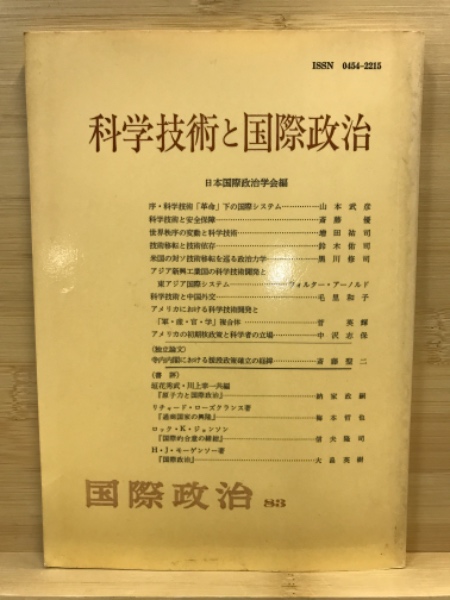 ISSN 0454-2215
科学技術と国際政治
日本国際政治学会編
序・科学技術「革命」下の国際システム…………山本武彦
科学技術と安全保障…………斎藤優
世界秩序の変動と科学技術…………増田祐司
技術移転と技術依存…………鈴木佑司
米国の対ソ技術移転を巡る政治力学…………黒川修司
アジア新興工業国の科学技術開発と
東アジア国際システム…………ウォルター・アーノルド
科学技術と中国外交…………毛里和子
アメリカにおける科学技術開発と
「軍・産・官・学」複合体…………菅英輝
アメリカの初期核政策と科学者の立場…………中沢志保
〈独立論文〉
寺内内閣における援段政策確立の経緯…………斎藤聖二
〈書評〉
垣花秀武・川上幸一共編
『原子力と国際政治』…………納家政嗣
リチャード・ローズクランス著
『通商国家の興隆』…………梅本哲也
ロック・K・ジョンソン
『国際的合意の締結』…………信夫隆司
H・J・モーゲンソー著
『国際政治』…………大畠英樹
国際政治 83